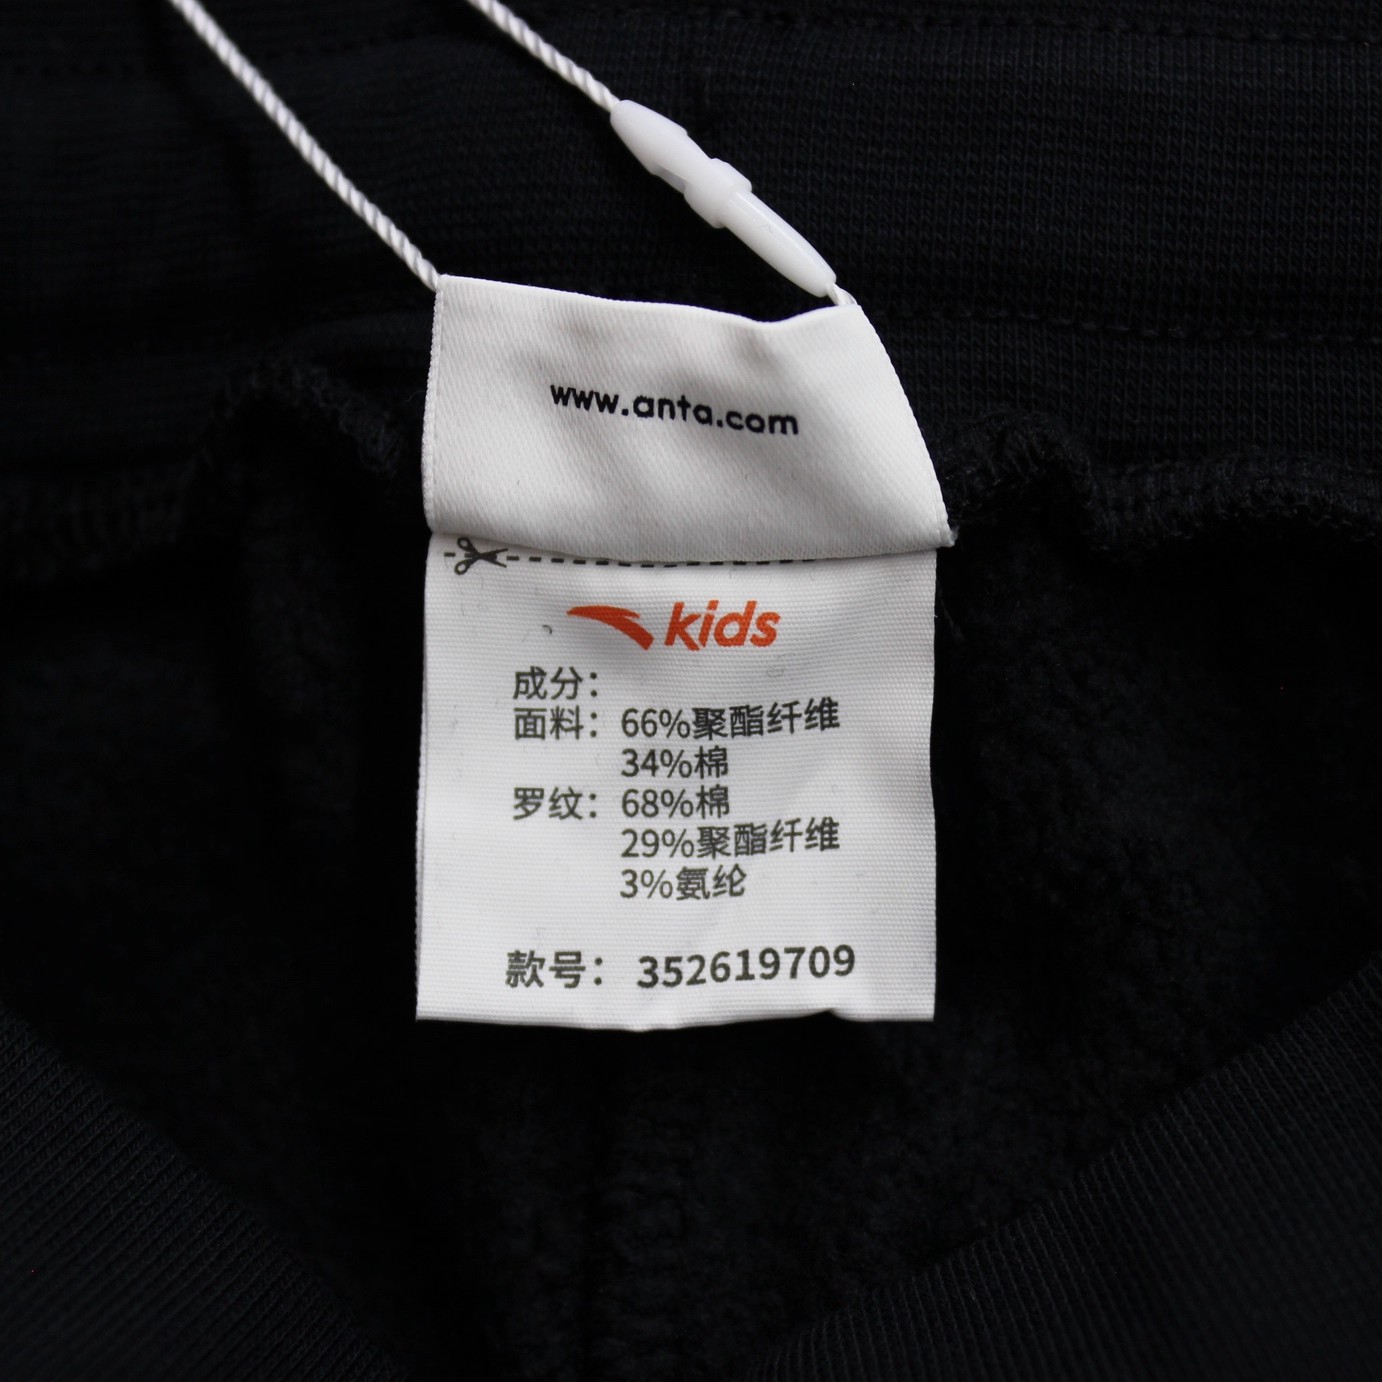 www.anta.com
kids
成分：
面料：66%聚酯纤维
34%棉
罗纹：68%棉
29%聚酯纤维
3%氨纶
款号：352619709